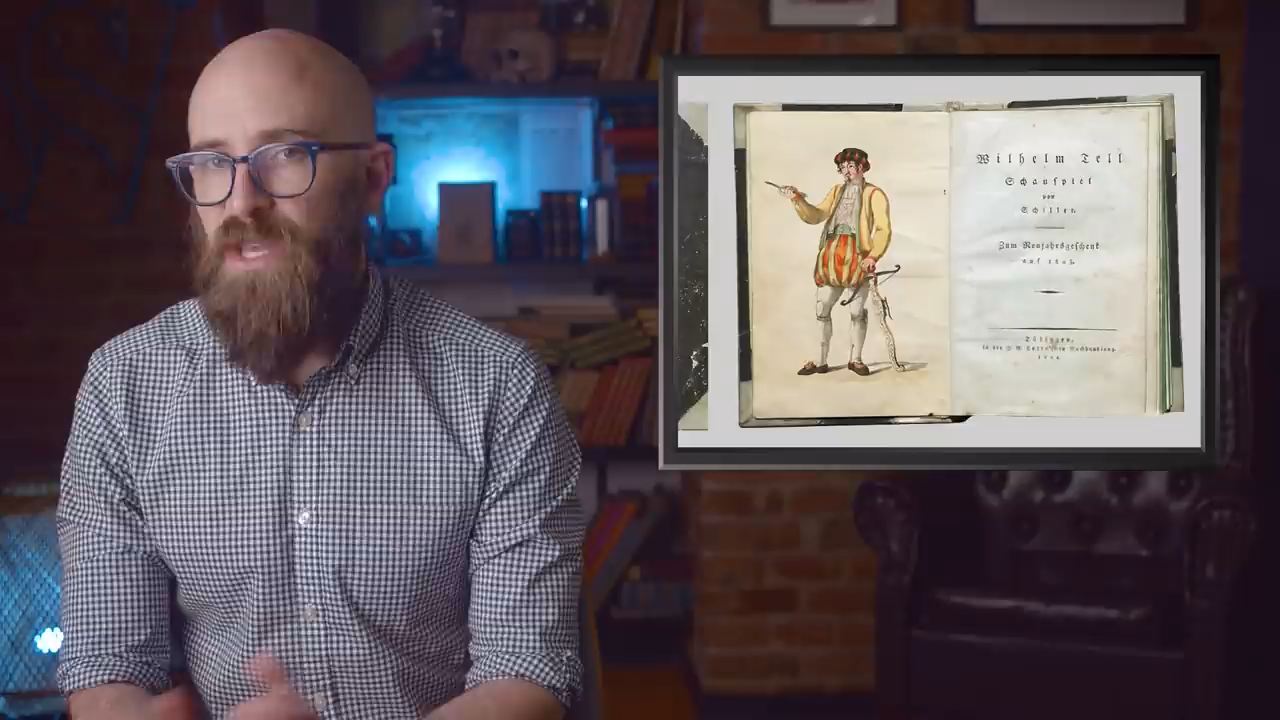 Wilhelm Tell
Schauspiel
von
Schiller.
Zum Neujahrsgeschenk
auf 1805.
Tübingen,
in der J. G. Cotta'schen Buchhandlung.
1804